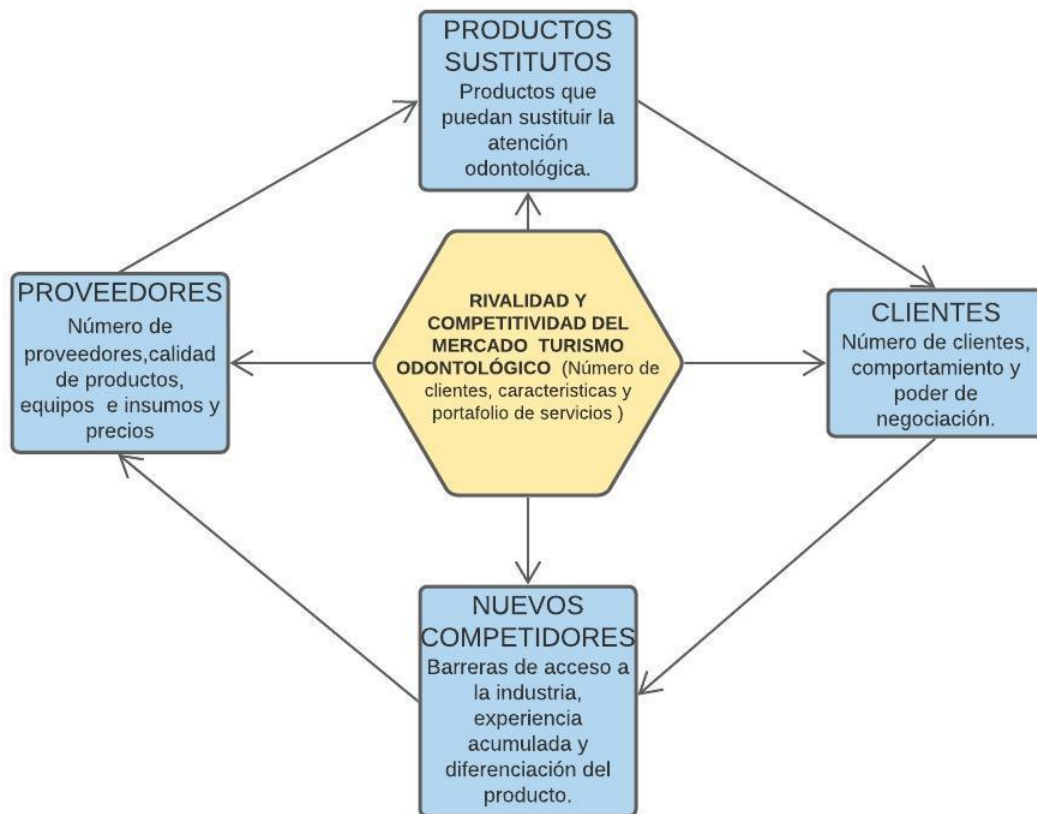 PRODUCTOS
SUSTITUTOS
Productos que
puedan sustituir la
atención
odontológica.
PROVEEDORES
Número de
proveedores,calidad
de productos,
equipos e insumos y
precios
RIVALIDAD Y
COMPETITIVIDAD DEL
MERCADO TURISMO
ODONTOLÓGICO (Número de
clientes, caracteristicas y
portafolio de servicios )
CLIENTES
Número de clientes,
comportamiento y
poder de
negociación.
NUEVOS
COMPETIDORES
Barreras de acceso a
la industria,
experiencia
acumulada y
diferenciación del
producto.